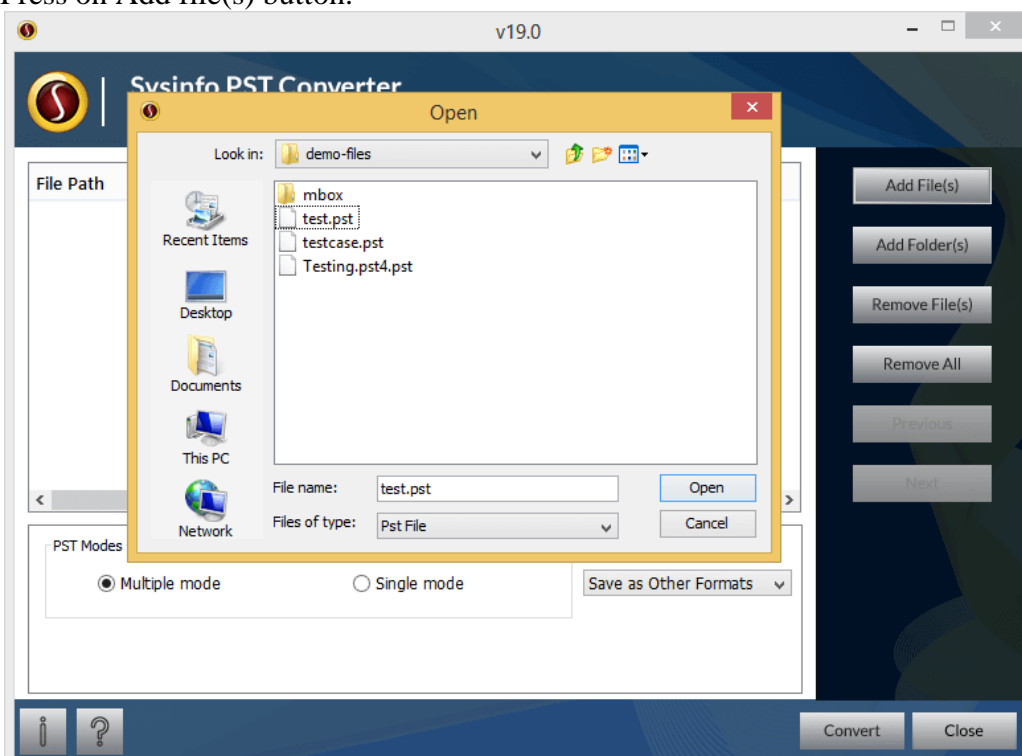 Press on Add file(s) button.
v19.0
Sysinfo PST Converter
Open
Look in: demo-files
File Path
mbox
test.pst
testcase.pst
Testing.pst4.pst
Recent Items
Desktop
Documents
This PC
Network
File name: test.pst
Files of type: Pst File
Open
Cancel
Add File(s)
Add Folder(s)
Remove File(s)
Remove All
Previous
Next
PST Modes
Multiple mode
Single mode
Save as Other Formats
Convert
Close